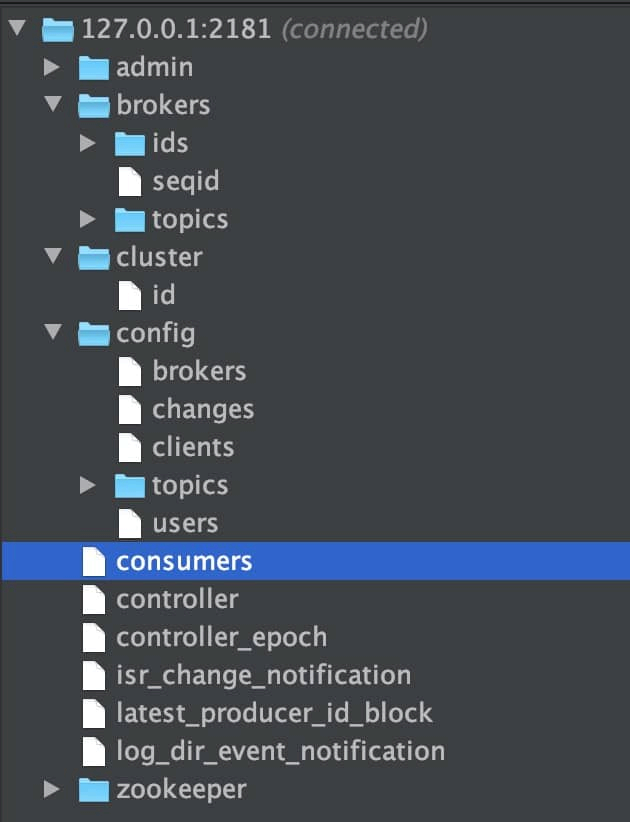 127.0.0.1:2181 (connected)
admin
brokers
ids
seqid
topics
cluster
id
config
brokers
changes
clients
topics
users
consumers
controller
controller_epoch
isr_change_notification
latest_producer_id_block
log_dir_event_notification
zookeeper